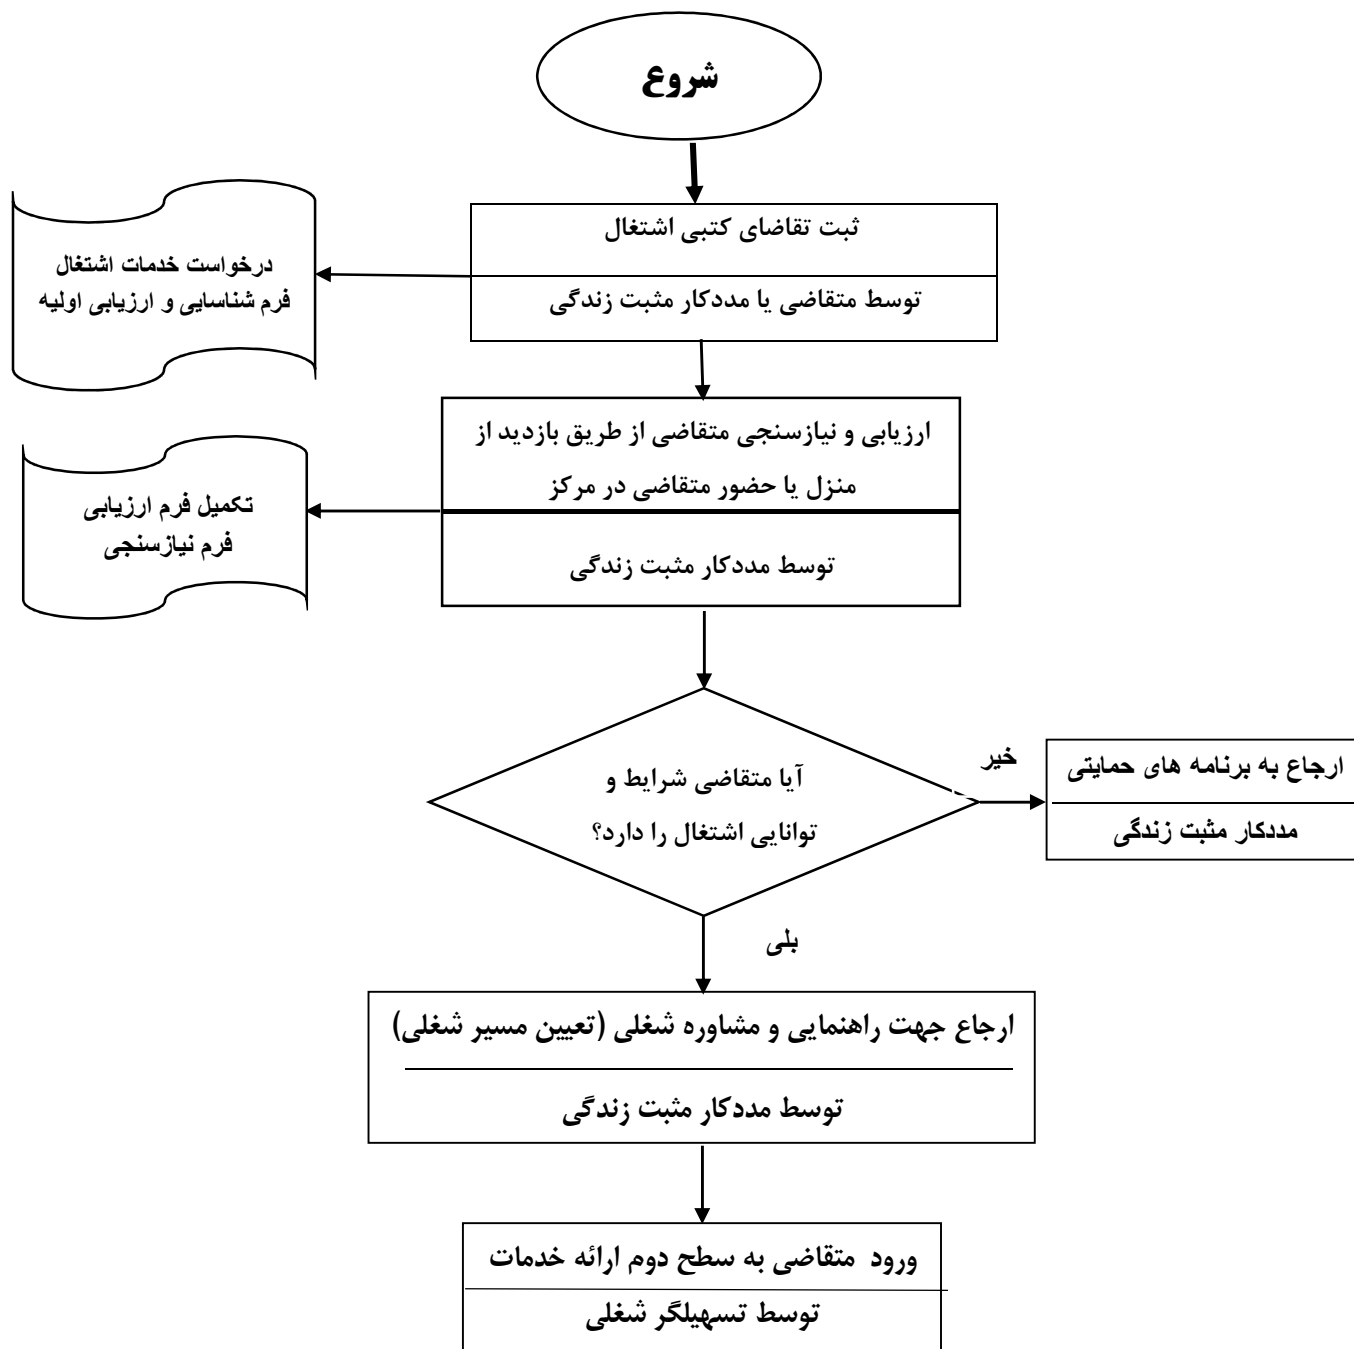 شروع
ثبت تقاضای کتبی اشتغال
توسط متقاضی یا مددکار مثبت زندگی
درخواست خدمات اشتغال
فرم شناسایی و ارزیابی اولیه
ارزیابی و نیازسنجی متقاضی از طریق بازدید از
منزل یا حضور متقاضی در مرکز
توسط مددکار مثبت زندگی
تکمیل فرم ارزیابی
فرم نیازسنجی
آیا متقاضی شرایط و
توانایی اشتغال را دارد؟
خیر
ارجاع به برنامه های حمایتی
مددکار مثبت زندگی
بلی
ارجاع جهت راهنمایی و مشاوره شغلی (تعیین مسیر شغلی)
توسط مددکار مثبت زندگی
ورود متقاضی به سطح دوم ارائه خدمات
توسط تسهیلگر شغلی